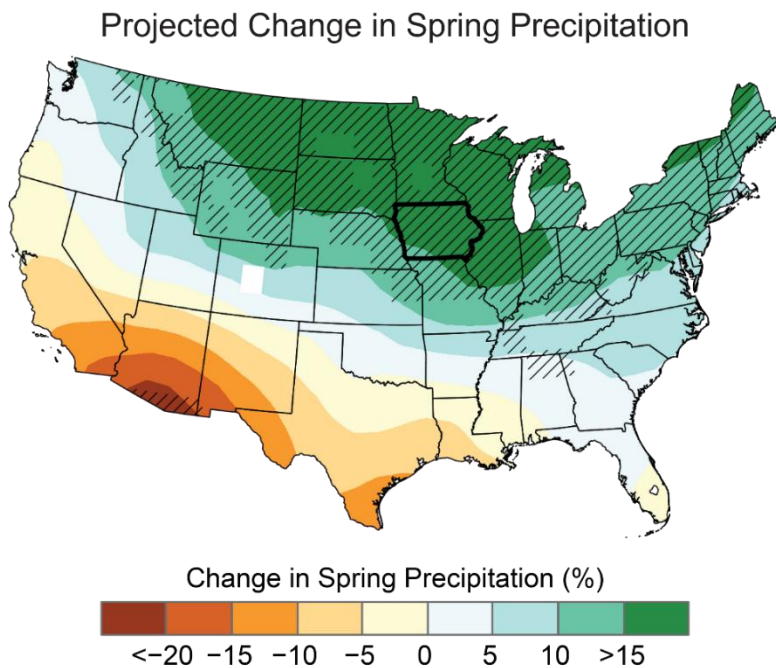 Projected Change in Spring Precipitation
Change in Spring Precipitation (%)
<−20 −15 −10 −5 0 5 10 >15